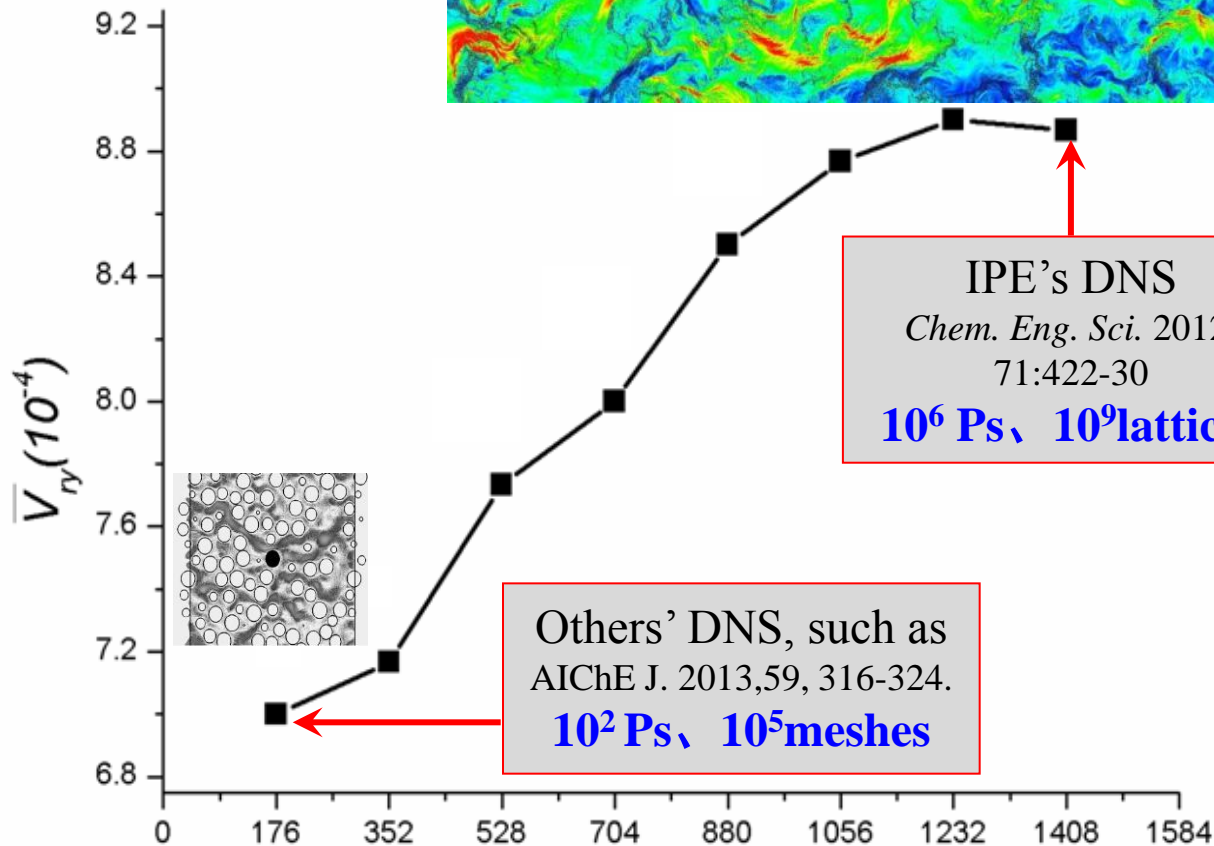 9.2
8.8
8.4
8.0
7.6
7.2
6.8
V̅ry(10⁻⁴)
IPE’s DNS
Chem. Eng. Sci. 2012
71:422-30
10⁶ Ps、10⁹lattic
Others’ DNS, such as
AIChE J. 2013,59, 316-324.
10² Ps、10⁵meshes
0 176 352 528 704 880 1056 1232 1408 1584